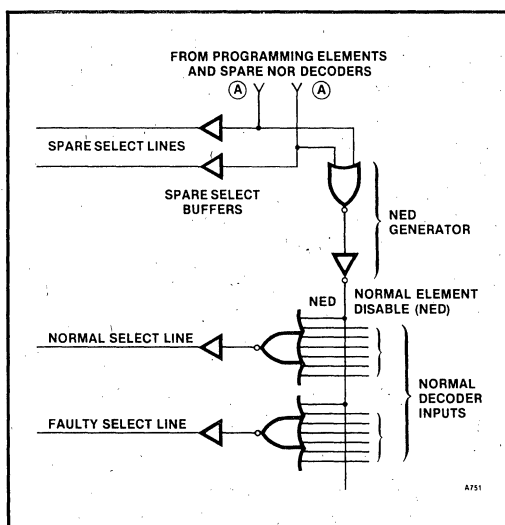 FROM PROGRAMMING ELEMENTS
AND SPARE NOR DECODERS
A A
SPARE SELECT LINES
SPARE SELECT
BUFFERS
NED
GENERATOR
NED
NORMAL ELEMENT
DISABLE (NED)
NORMAL SELECT LINE
NORMAL
DECODER
INPUTS
FAULTY SELECT LINE
A751